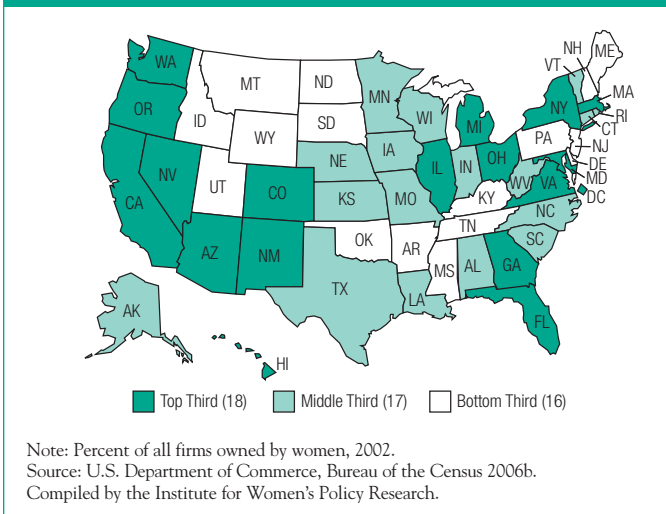 NH
ME
VT
WA
MT
ND
MN
OR
ID
SD
WI
NY
MA
RI
CT
WY
MI
PA
NJ
IA
NE
OH
DE
MD
DC
NV
UT
IL
IN
WV
VA
CO
KS
MO
KY
CA
NC
TN
OK
AR
SC
AZ
NM
MS
AL
GA
TX
LA
AK
FL
HI
Top Third (18)
Middle Third (17)
Bottom Third (16)
Note: Percent of all firms owned by women, 2002.
Source: U.S. Department of Commerce, Bureau of the Census 2006b.
Compiled by the Institute for Women's Policy Research.